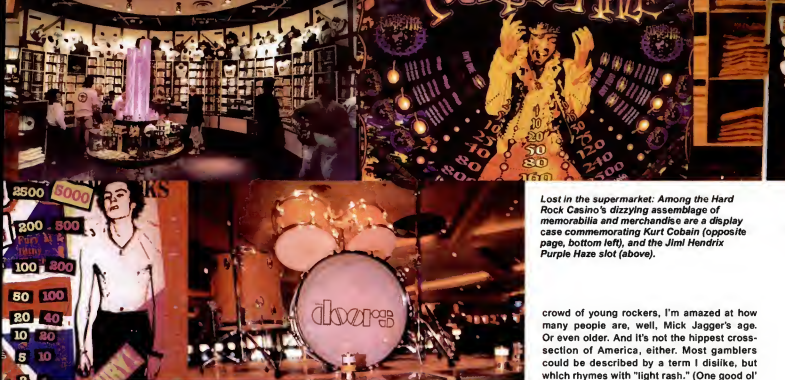 2500 5000
200 500
100 200
50 100
20 40
10 20
5 10
doors
Lost in the supermarket: Among the Hard
Rock Casino's dizzying assemblage of
memorabilia and merchandise are a display
case commemorating Kurt Cobain (opposite
page, bottom left), and the Jimi Hendrix
Purple Haze slot (above).
crowd of young rockers, I'm amazed at how
many people are, well, Mick Jagger's age.
Or even older. And It's not the hippest cross-
section of America, either. Most gamblers
could be described by a term I dislike, but
which rhymes with "light rash." (One good ol'